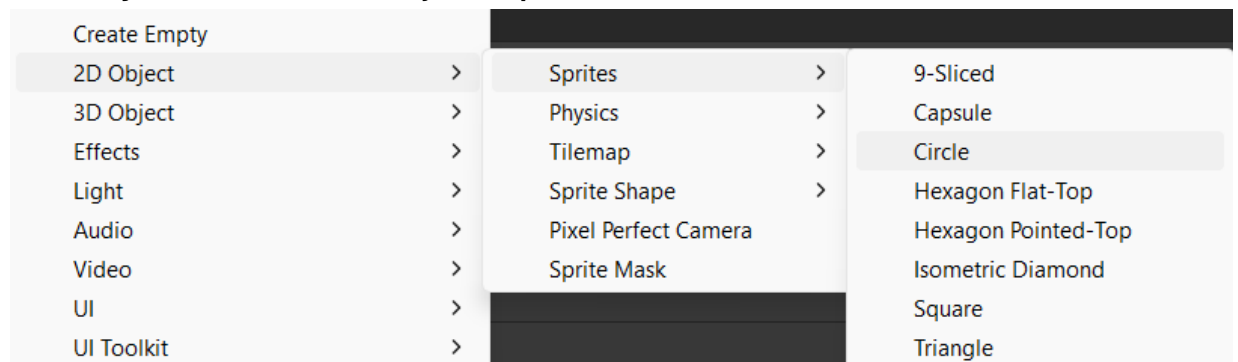 Create Empty
2D Object
3D Object
Effects
Light
Audio
Video
UI
UI Toolkit
Sprites
Physics
Tilemap
Sprite Shape
Pixel Perfect Camera
Sprite Mask
9-Sliced
Capsule
Circle
Hexagon Flat-Top
Hexagon Pointed-Top
Isometric Diamond
Square
Triangle